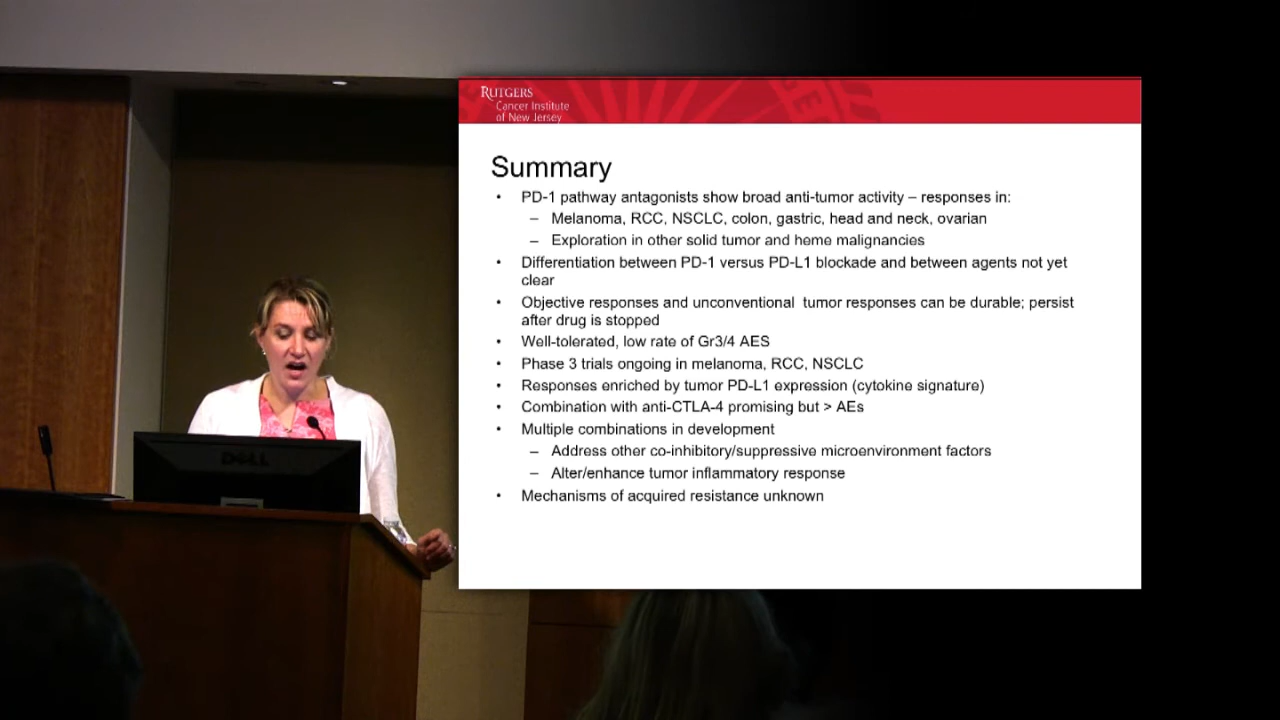 RUTGERS
Cancer Institute
of New Jersey
Summary
• PD-1 pathway antagonists show broad anti-tumor activity – responses in:
– Melanoma, RCC, NSCLC, colon, gastric, head and neck, ovarian
– Exploration in other solid tumor and heme malignancies
• Differentiation between PD-1 versus PD-L1 blockade and between agents not yet
clear
• Objective responses and unconventional tumor responses can be durable; persist
after drug is stopped
• Well-tolerated, low rate of Gr3/4 AES
• Phase 3 trials ongoing in melanoma, RCC, NSCLC
• Responses enriched by tumor PD-L1 expression (cytokine signature)
• Combination with anti-CTLA-4 promising but > AEs
• Multiple combinations in development
– Address other co-inhibitory/suppressive microenvironment factors
– Alter/enhance tumor inflammatory response
• Mechanisms of acquired resistance unknown
DELL